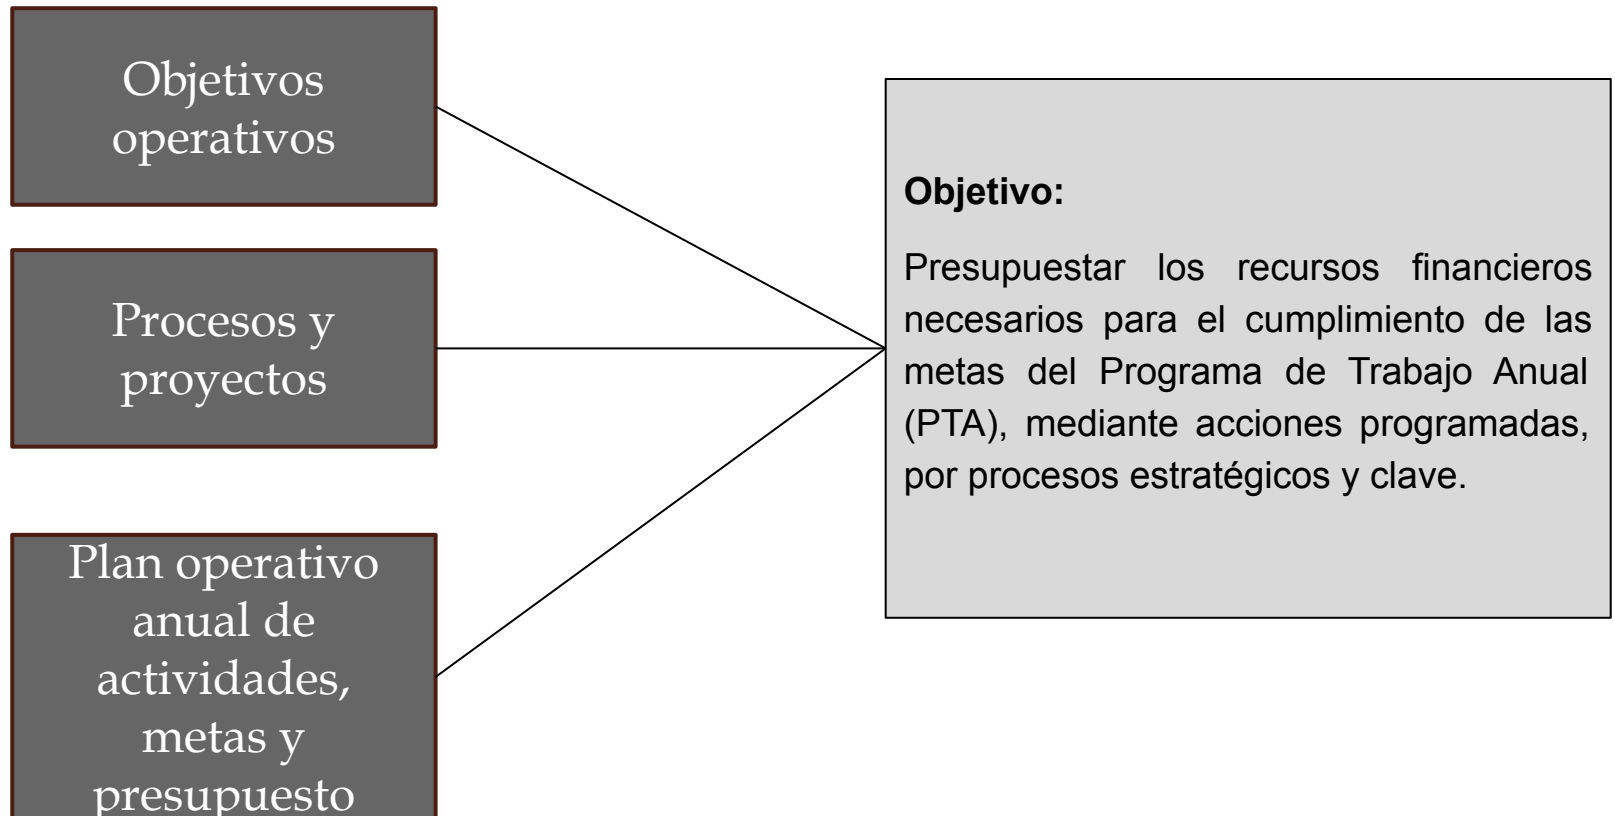 Objetivos
operativos
Procesos y
proyectos
Plan operativo
anual de
actividades,
metas y
presupuesto
Objetivo:
Presupuestar los recursos financieros
necesarios para el cumplimiento de las
metas del Programa de Trabajo Anual
(PTA), mediante acciones programadas,
por procesos estratégicos y clave.